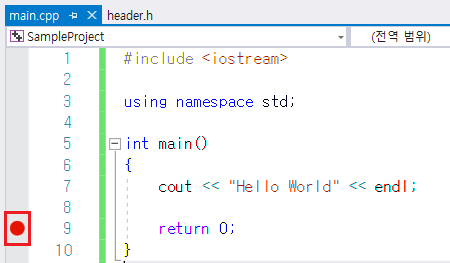 main.cpp header.h
SampleProject (전역 범위)
1 #include <iostream>
2
3 using namespace std;
4
5 int main()
6 {
7 cout << "Hello World" << endl;
8
9 return 0;
10 }